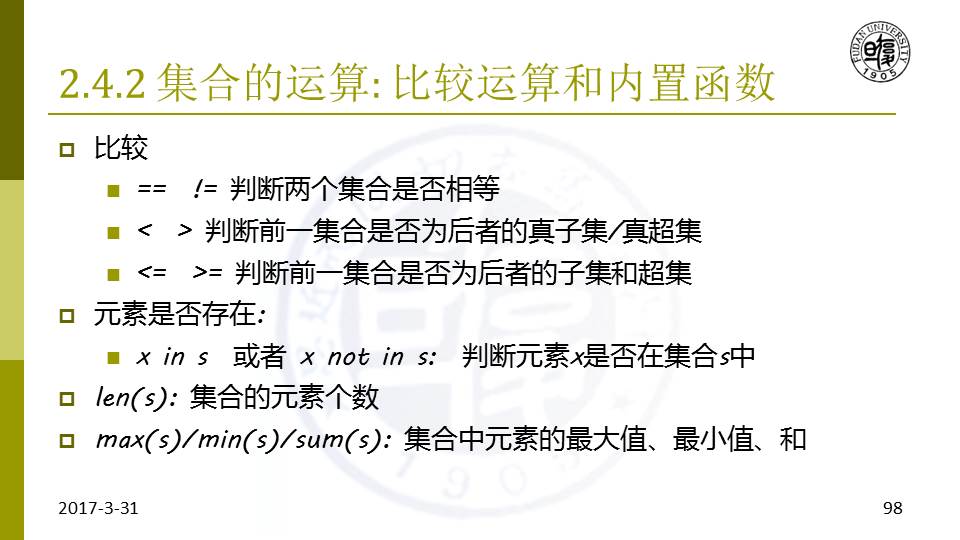 FUDAN UNIVERSITY
1905
2.4.2 集合的运算: 比较运算和内置函数
比较
== != 判断两个集合是否相等
< > 判断前一集合是否为后者的真子集/真超集
<= >= 判断前一集合是否为后者的子集和超集
元素是否存在:
x in s 或者 x not in s: 判断元素x是否在集合s中
len(s): 集合的元素个数
max(s)/min(s)/sum(s): 集合中元素的最大值、最小值、和
2017-3-31
98